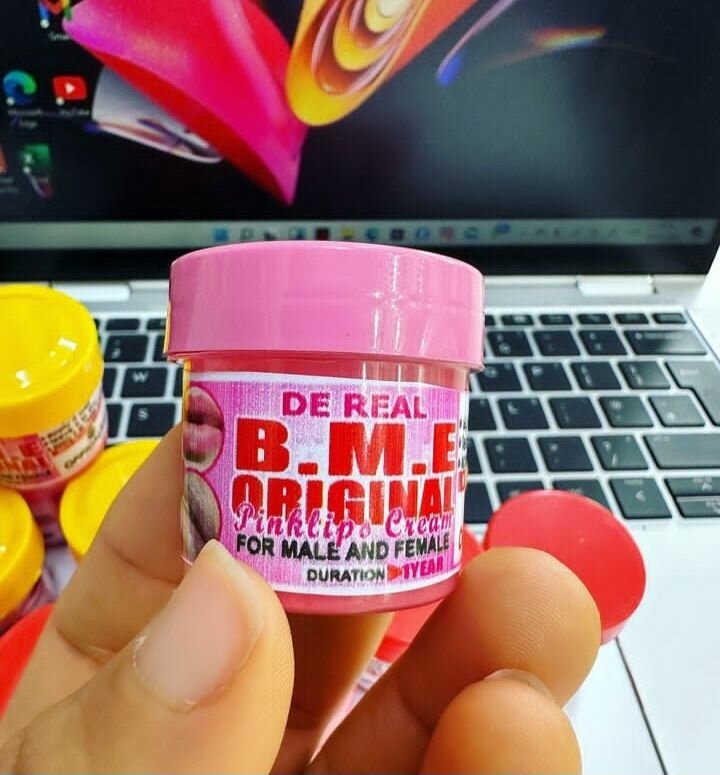 DE REAL
B.M.E
ORIGINAL
Pinklips Cream
FOR MALE AND FEMALE
DURATION 1YEAR